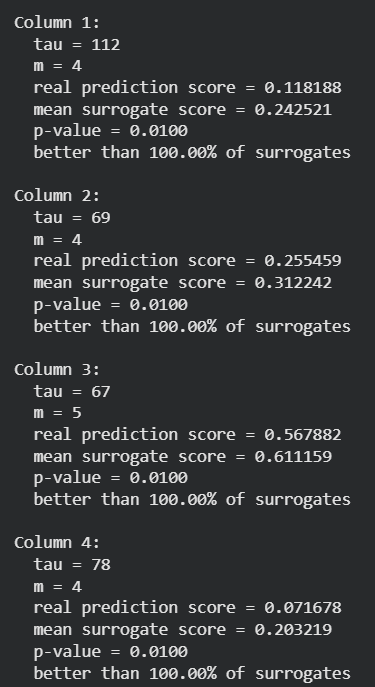 Column 1:
tau = 112
m = 4
real prediction score = 0.118188
mean surrogate score = 0.242521
p-value = 0.0100
better than 100.00% of surrogates
Column 2:
tau = 69
m = 4
real prediction score = 0.255459
mean surrogate score = 0.312242
p-value = 0.0100
better than 100.00% of surrogates
Column 3:
tau = 67
m = 5
real prediction score = 0.567882
mean surrogate score = 0.611159
p-value = 0.0100
better than 100.00% of surrogates
Column 4:
tau = 78
m = 4
real prediction score = 0.071678
mean surrogate score = 0.203219
p-value = 0.0100
better than 100.00% of surrogates